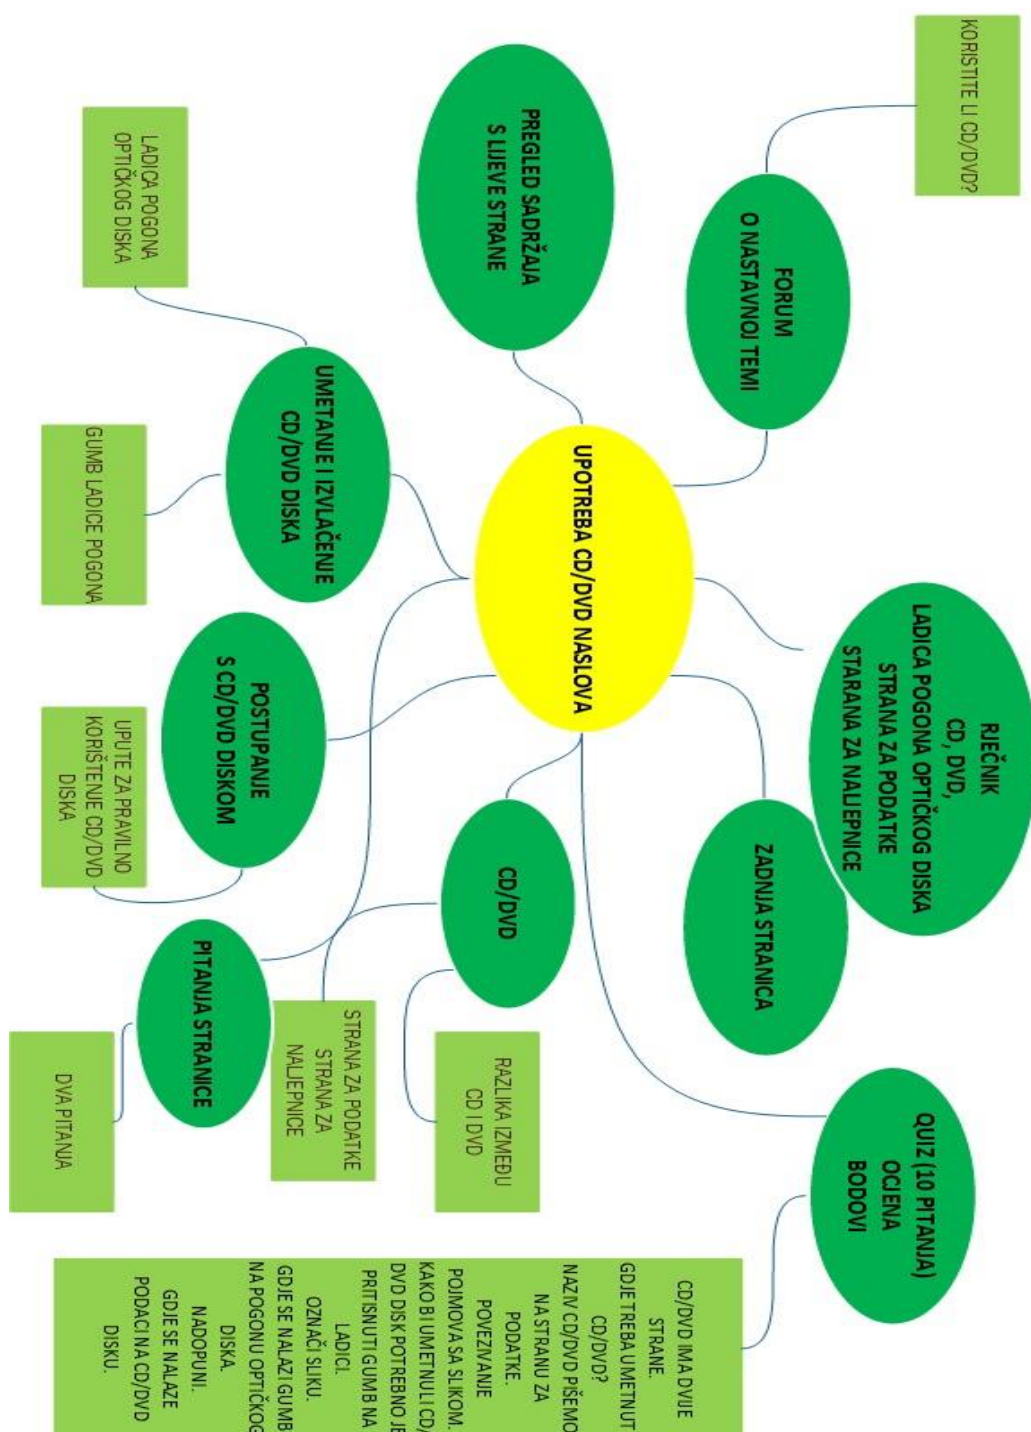 KORISTITE LI CD/DVD?
FORUM
O NASTAVNOJ TEMI
PREGLED SADRŽAJA
S LIJEVE STRANE
LADICA POGONA
OPTIČKOG DISKA
UMETANJE I IZVLAČENJE
CD/DVD DISKA
GUMB LADICE POGONA
UPOTREBA CD/DVD NASLOVA
RJEČNIK
LADICA POGONA OPTIČKOG DISKA
CD, DVD,
STRANA ZA PODATKE
STARANA ZA NALJEPNICE
ZADNJA STRANICA
POSTUPANJE
S CD/DVD DISKOM
UPUTE ZA PRAVILNO
KORIŠTENJE CD/DVD
DISKA
CD/DVD
PITANJA STRANICE
STRANA ZA PODATKE
STRANA ZA
NALJEPNICE
RAZLIKA IZMEĐU
CD I DVD
DVA PITANJA
QUIZ (10 PITANJA)
OCJENA
BODOVI
CD/DVD IMA DVIJE
STRANE.
GDJE TREBA UMETNUT
CD/DVD?
NAZIV CD/DVD PIŠEMO
NA STRANU ZA
PODATKE.
POVEZIVANJE
POJMOVA SA SLIKOM.
KAKO BI UMETNULI CD/
DVD DISK POTREBNO JE
PRITISNUTI GUMB NA
LADICI.
OZNAČI SLIKU.
GDJE SE NALAZI GUMB
NA POGONU OPTIČKOG
DISKA.
NADOPUNI.
GDJE SE NALAZE
PODACI NA CD/DVD
DISKU.